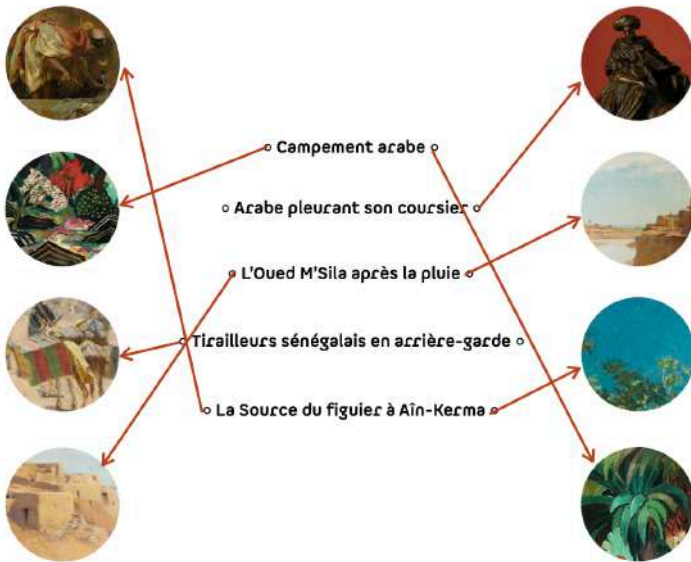 Campement arabe
Arabe pleurant son coursier
L'Oued M'Sila après la pluie
Tirailleurs sénégalais en arrière-garde
La Source du figuier à Aîn-Kerma